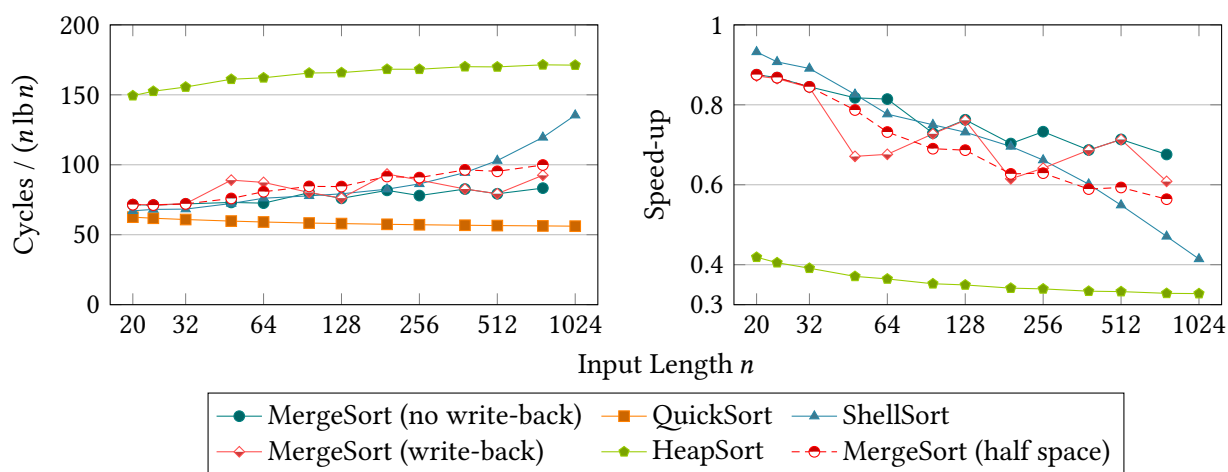 200
150
100
50
0
Cycles / (n lb n)
20 32 64 128 256 512 1024
1
0.8
0.6
0.4
0.3
Speed-up
20 32 64 128 256 512 1024
Input Length n
MergeSort (no write-back) QuickSort ShellSort
MergeSort (write-back) HeapSort MergeSort (half space)